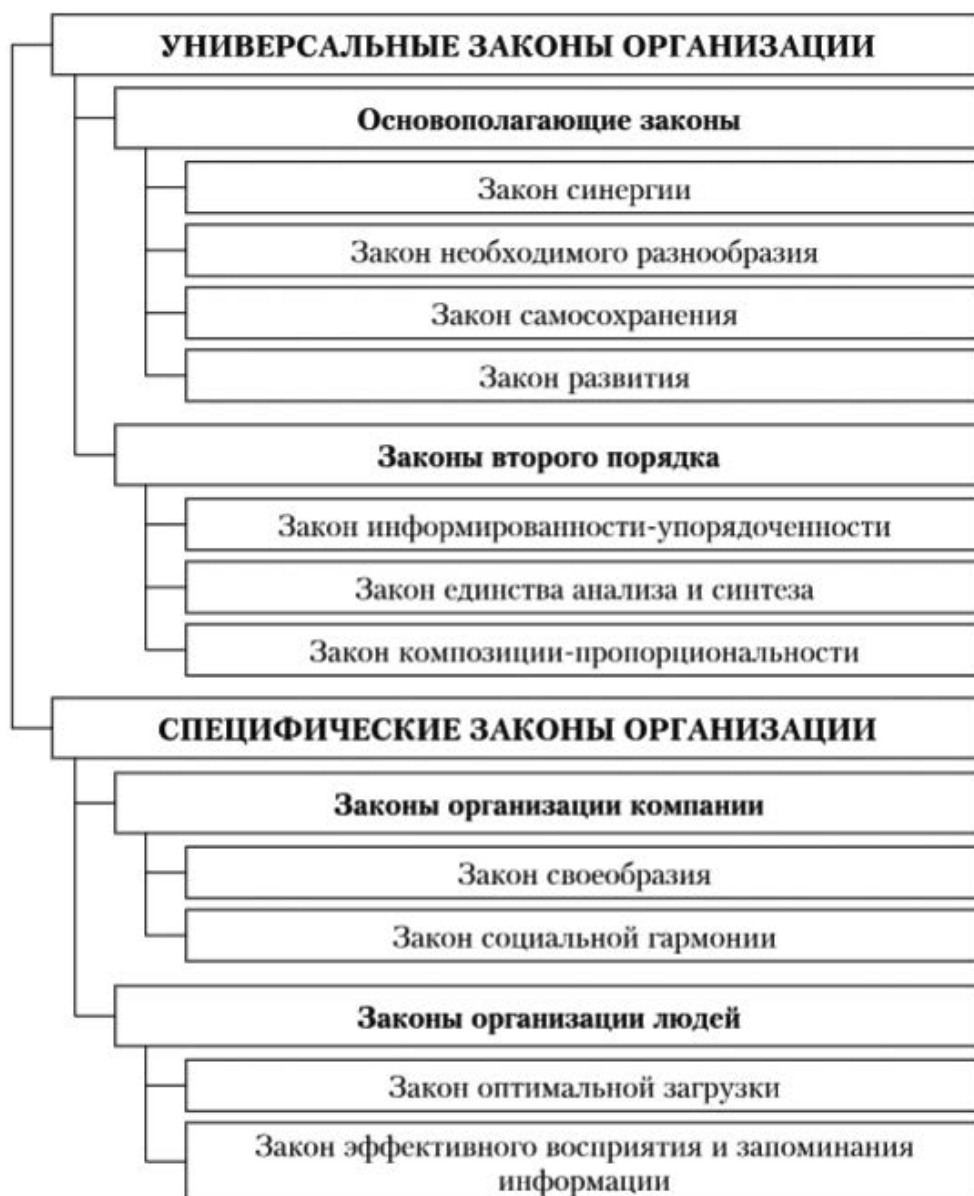 УНИВЕРСАЛЬНЫЕ ЗАКОНЫ ОРГАНИЗАЦИИ
Основополагающие законы
Закон синергии
Закон необходимого разнообразия
Закон самосохранения
Закон развития
Законы второго порядка
Закон информированности-упорядоченности
Закон единства анализа и синтеза
Закон композиции-пропорциональности
СПЕЦИФИЧЕСКИЕ ЗАКОНЫ ОРГАНИЗАЦИИ
Законы организации компании
Закон своеобразия
Закон социальной гармонии
Законы организации людей
Закон оптимальной загрузки
Закон эффективного восприятия и запоминания
информации